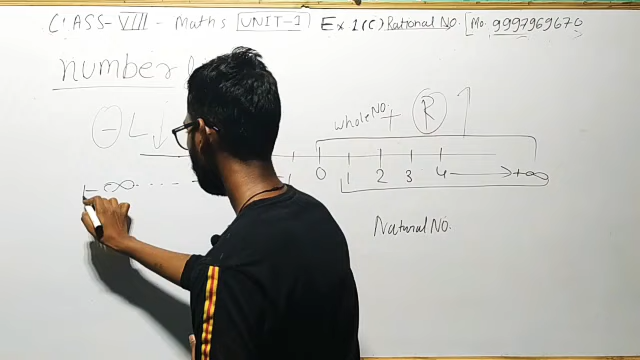 C'ASS-VIII - Maths UNIT-1 Ex 1(C) Rational NO. Mo. 9997969670
number
whole NO. + R ↑
- L ↓
0 1 2 3 4 → +∞
-∞ . . . - -
Natural NO.